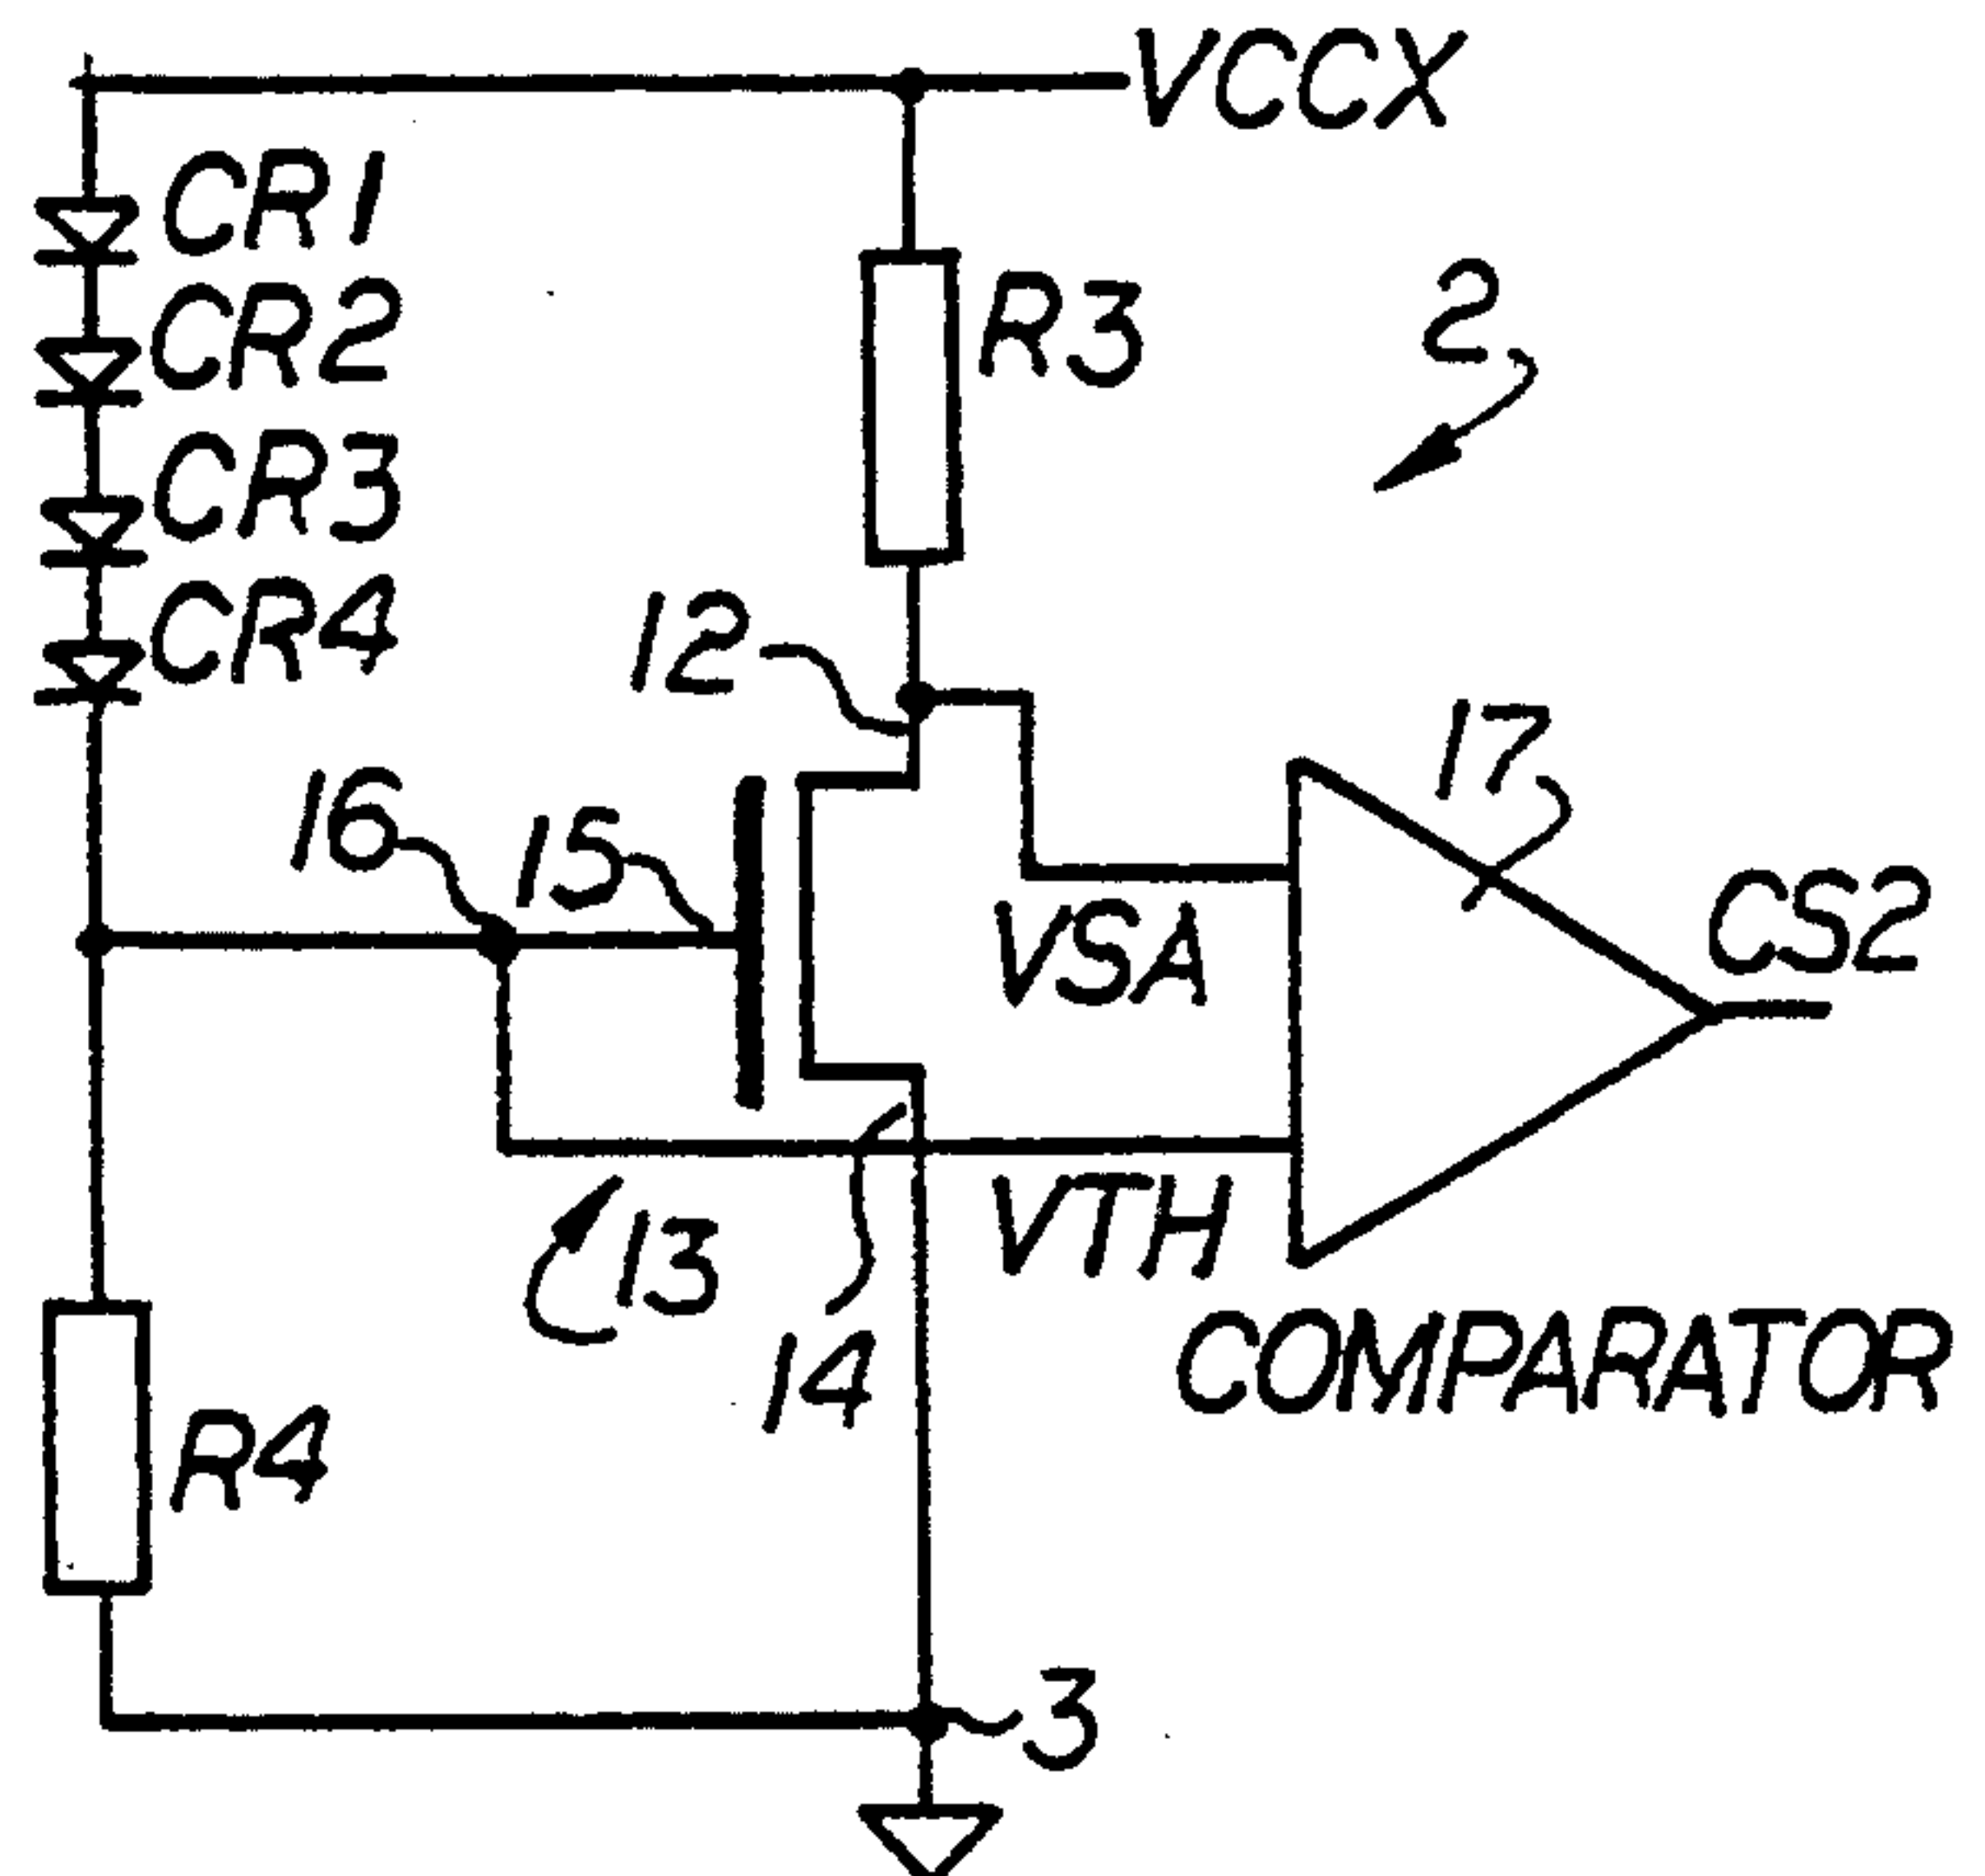 VCCX
CR1
CR2
R3
2
CR3
CR4
12
17
16
15
CS2
VSA
13
VTH
14
COMPARATOR
R4
3